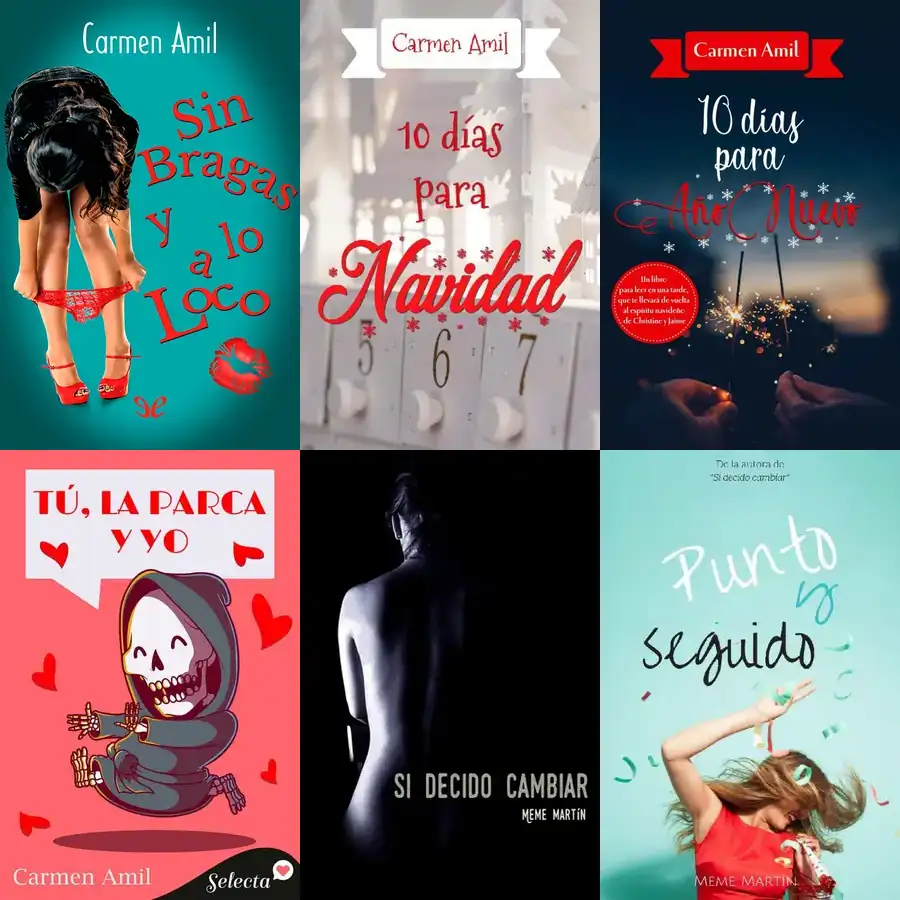 Carmen Amil
Sin
Bragas
y
a lo
Loco
Carmen Amil
10 días
para
Navidad
5 6 7
Carmen Amil
10 días
para
Año Nuevo
Un libro
para leer en una tarde,
que te llevará de vuelta
al espíritu navideño
de Christine y Jaime
TÚ, LA PARCA
Y YO
Carmen Amil
Selecta
SI DECIDO CAMBIAR
MEME MARTÍN
De la autora de
"Si decido cambiar"
Punto
y
seguido
MEME MARTÍN